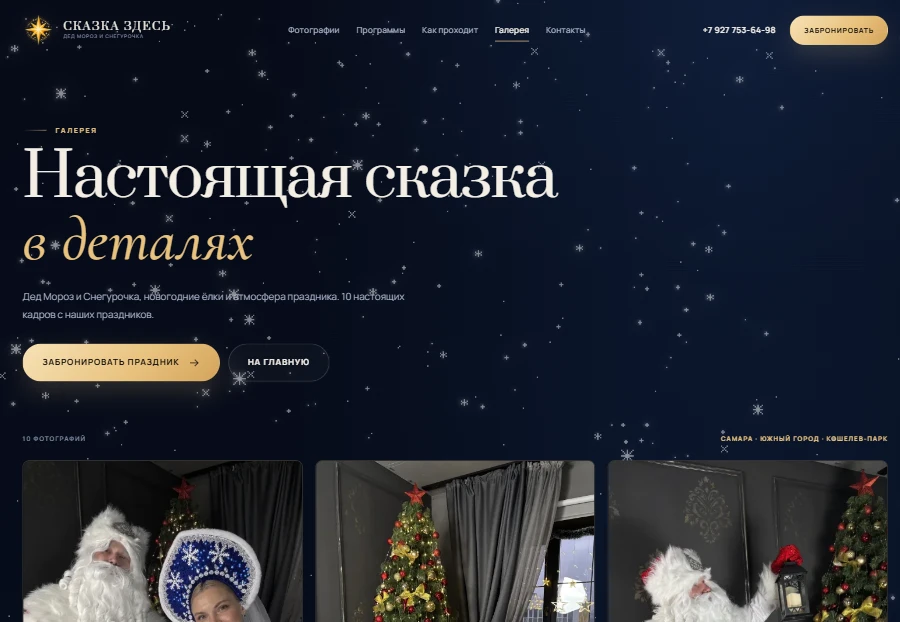 СКАЗКА ЗДЕСЬ
ДЕД МОРОЗ И СНЕГУРОЧКА
Фотографии
Программы
Как проходит
Галерея
Контакты
+7 927 753-64-98
ЗАБРОНИРОВАТЬ
ГАЛЕРЕЯ
Настоящая сказка
в деталях
Дед Мороз и Снегурочка, новогодние ёлки и атмосфера праздника. 10 настоящих
кадров с наших праздников.
ЗАБРОНИРОВАТЬ ПРАЗДНИК →
НА ГЛАВНУЮ
10 ФОТОГРАФИЙ
САМАРА · ЮЖНЫЙ ГОРОД · КОШЕЛЕВ-ПАРК